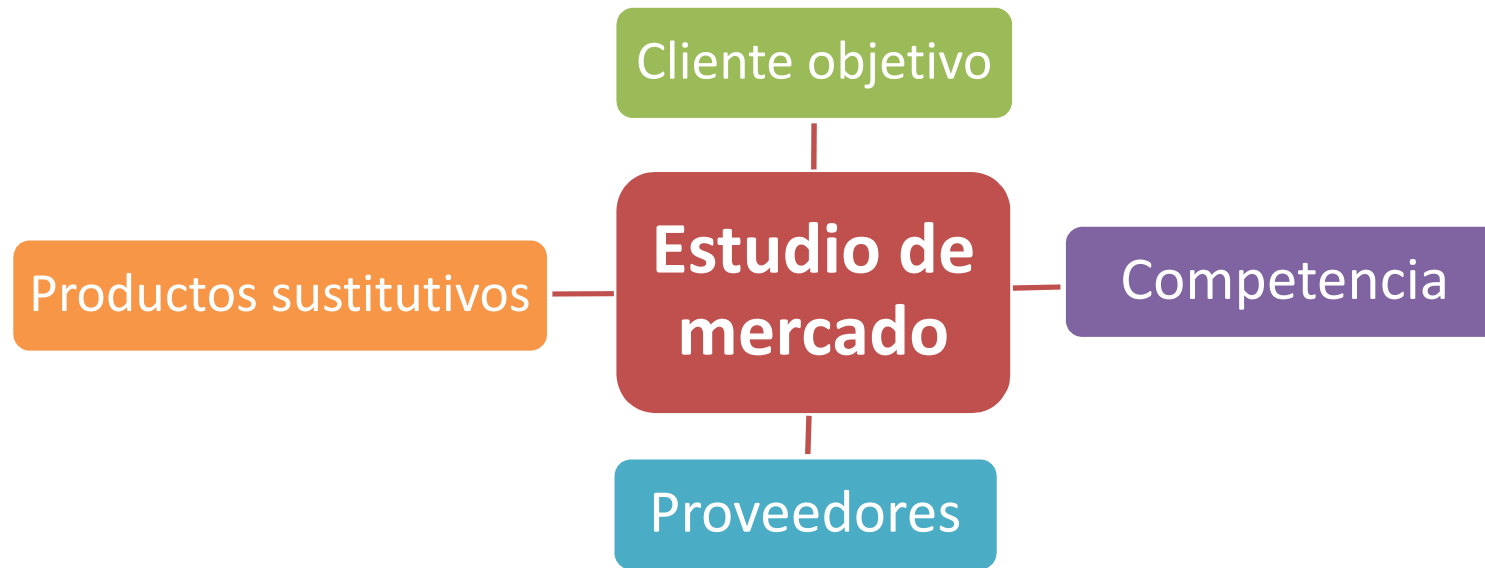 Cliente objetivo
Productos sustitutivos
Estudio de
mercado
Competencia
Proveedores